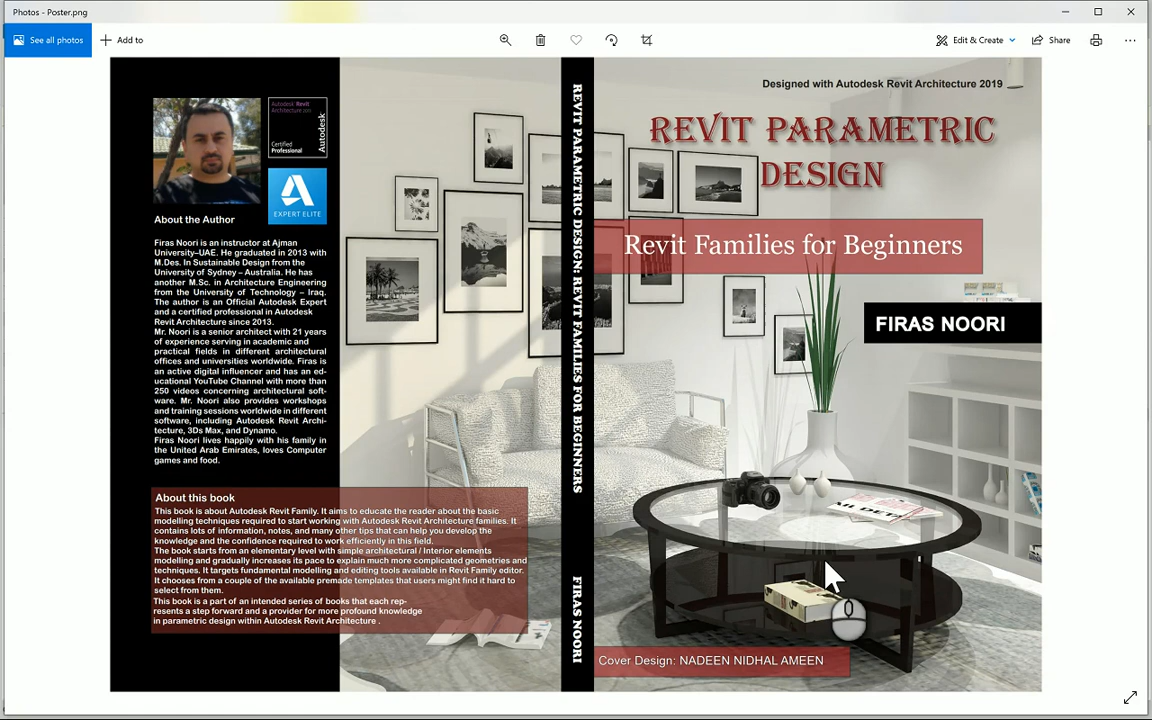 Photos - Poster.png
See all photos
Add to
Edit & Create
Share
Autodesk Revit
Certified
Professional
Autodesk
EXPERT ELITE
About the Author
Firas Noori is an instructor at Ajman
University–UAE. He graduated in 2013 with
M.Des. In Sustainable Design from the
University of Sydney – Australia. He has
another M.Sc. in Architecture Engineering
from the University of Technology – Iraq.
The author is an Official Autodesk Expert
and a certified professional in Autodesk
Revit Architecture since 2013.
Mr. Noori is a senior architect with 21 years
of experience serving in academic and
practical fields in different architectural
offices and universities worldwide. Firas is
an active digital influencer and has an ed-
ucational YouTube Channel with more than
250 videos concerning architectural soft-
ware. Mr. Noori also provides workshops
and training sessions worldwide in different
software, including Autodesk Revit Archi-
tecture, 3Ds Max, and Dynamo.
Firas Noori lives happily with his family in
the United Arab Emirates, loves Computer
games and food.
About this book
This book is about Autodesk Revit Family. It aims to educate the reader about the basic
modelling techniques required to start working with Autodesk Revit Architecture families. It
contains lots of information, notes, and many other tips that can help you develop the
knowledge and the confidence required to work efficiently in this field.
The book starts from an elementary level with simple architectural / Interior elements
modelling and gradually increases its pace to explain much more complicated geometries and
techniques. It targets fundamental modelling and editing tools available in Revit Family editor.
It chooses from a couple of the available premade templates that users might find it hard to
select from them.
This book is a part of an intended series of books that each rep-
resents a step forward and a provider for more profound knowledge
in parametric design within Autodesk Revit Architecture .
REVIT PARAMETRIC DESIGN: REVIT FAMILIES FOR BEGINNERS
FIRAS NOORI
Designed with Autodesk Revit Architecture 2019
REVIT PARAMETRIC
DESIGN
Revit Families for Beginners
FIRAS NOORI
Cover Design: NADEEN NIDHAL AMEEN